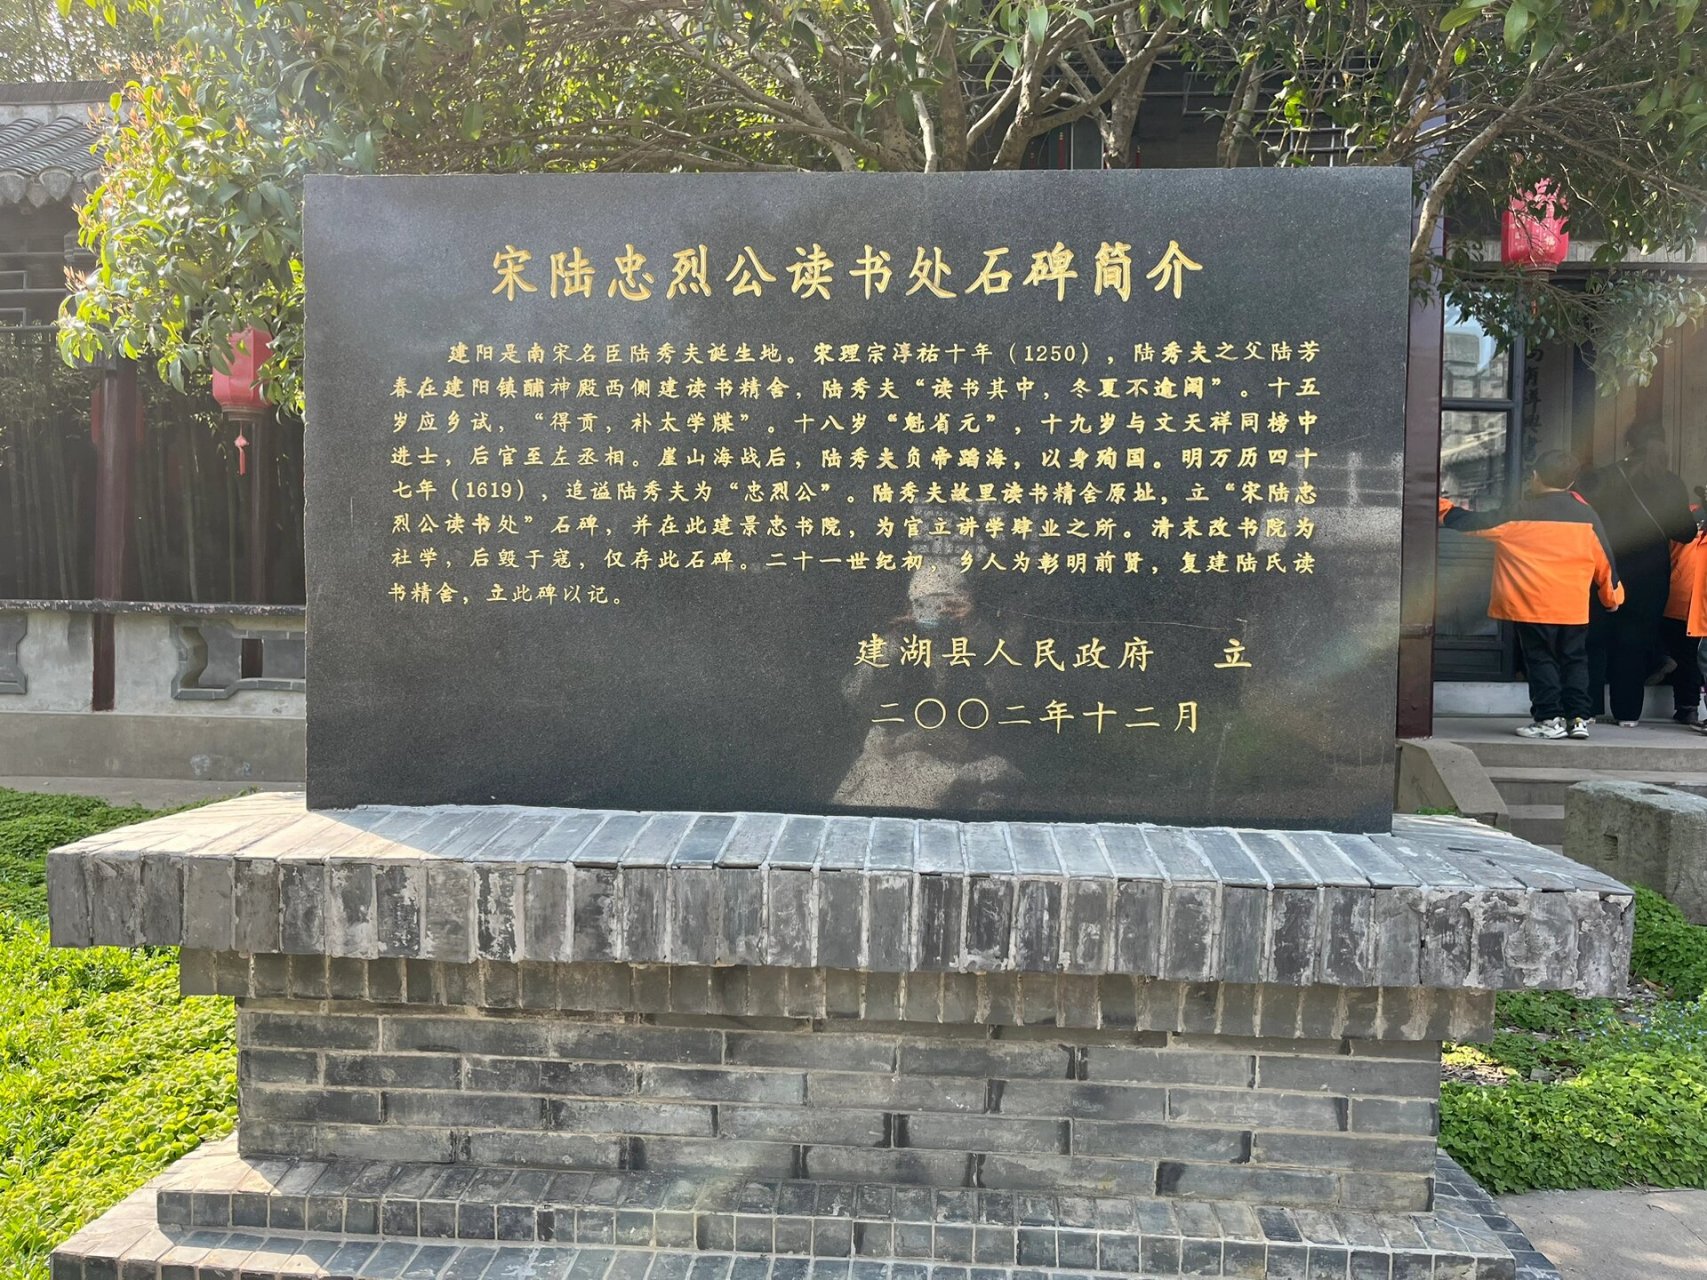 宋陆忠烈公读书处石碑简介
建阳是南宋名臣陆秀夫诞生地。宋理宗淳祐十年（1250），陆秀夫之父陆芳
春在建阳镇酺神殿西侧建读书精舍，陆秀夫“读书其中，冬夏不逾阈”。十五
岁应乡试，“得贡，补太学牒”。十八岁“魁省元”，十九岁与文天祥同榜中
进士，后官至左丞相。崖山海战后，陆秀夫负帝蹈海，以身殉国。明万历四十
七年（1619），追谥陆秀夫为“忠烈公”。陆秀夫故里读书精舍原址，立“宋陆忠
烈公读书处”石碑，并在此建景忠书院，为官立讲学肆业之所。清末改书院为
社学，后毁于寇，仅存此石碑。二十一世纪初，乡人为彰明前贤，复建陆氏读
书精舍，立此碑以记。
建湖县人民政府 立
二〇〇二年十二月